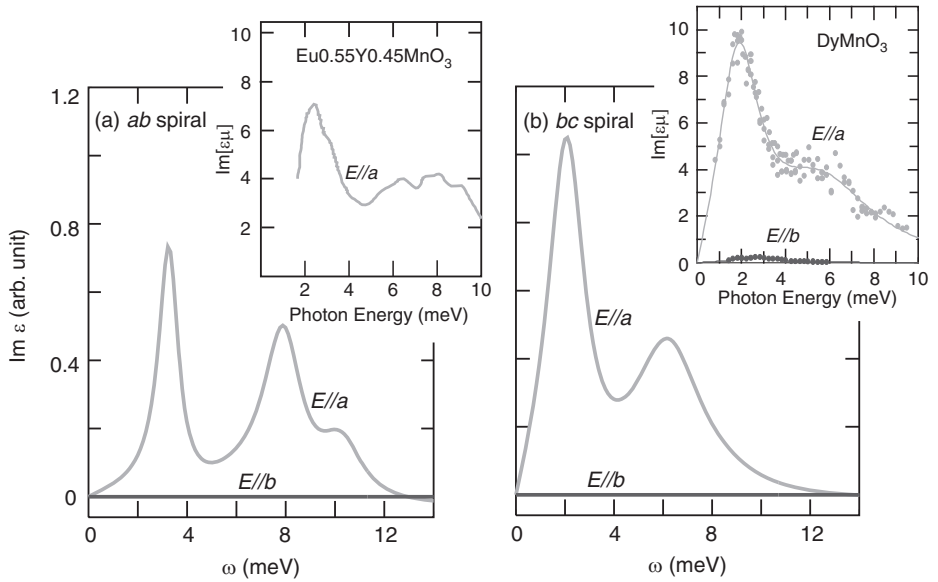 1.2
0.8
0.4
0
Im ε (arb. unit)
(a) ab spiral
E//a
E//b
0 4 8 12
ω (meV)
10
8
6
4
2
Im[εμ]
Eu0.55Y0.45MnO3
E//a
2 4 6 8 10
Photon Energy (meV)
(b) bc spiral
E//a
E//b
0 4 8 12
ω (meV)
10
8
6
4
2
0
Im[εμ]
DyMnO3
E//a
E//b
0 2 4 6 8 10
Photon Energy (meV)